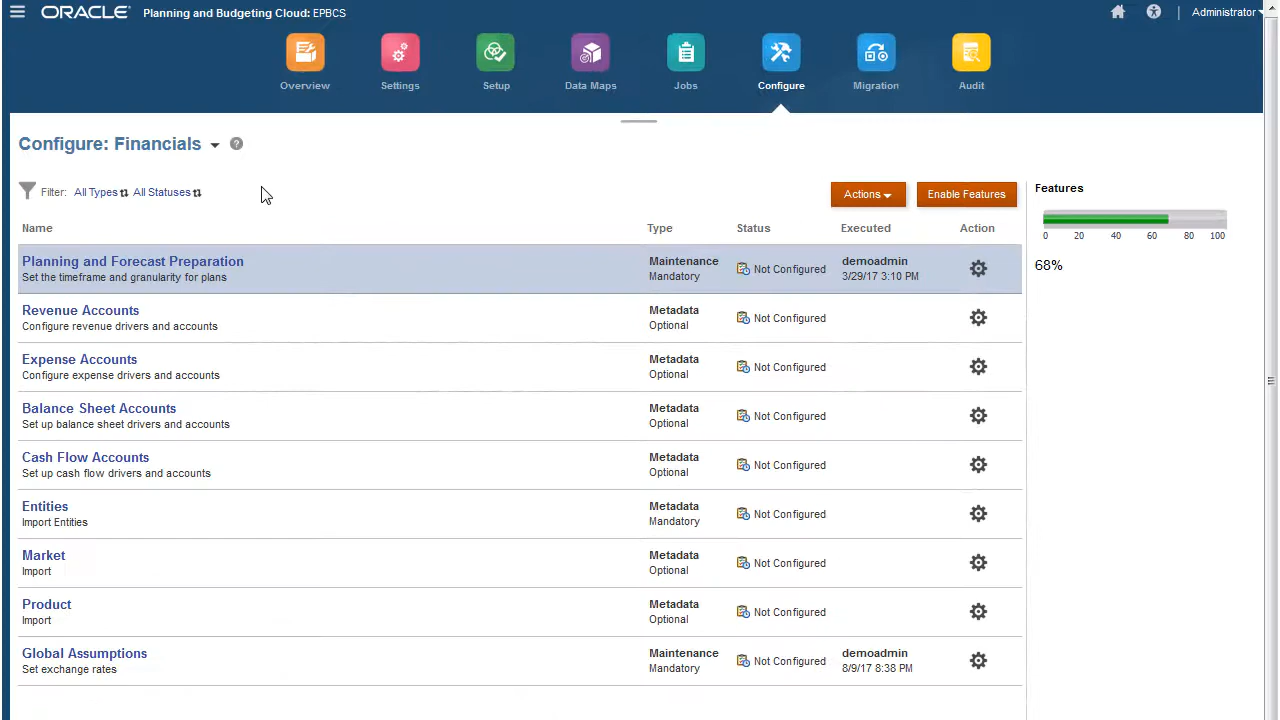 ORACLE Planning and Budgeting Cloud: EPBCS
Administrator
Overview Settings Setup Data Maps Jobs Configure Migration Audit
Configure: Financials
Filter: All Types All Statuses
Actions Enable Features
Name Type Status Executed Action
Planning and Forecast Preparation
Set the timeframe and granularity for plans
Maintenance
Mandatory
Not Configured
demoadmin
3/29/17 3:10 PM
Revenue Accounts
Configure revenue drivers and accounts
Metadata
Optional
Not Configured
Expense Accounts
Configure expense drivers and accounts
Metadata
Optional
Not Configured
Balance Sheet Accounts
Set up balance sheet drivers and accounts
Metadata
Optional
Not Configured
Cash Flow Accounts
Set up cash flow drivers and accounts
Metadata
Optional
Not Configured
Entities
Import Entities
Metadata
Mandatory
Not Configured
Market
Import
Metadata
Optional
Not Configured
Product
Import
Metadata
Optional
Not Configured
Global Assumptions
Set exchange rates
Maintenance
Mandatory
Not Configured
demoadmin
8/9/17 8:38 PM
Features
0 20 40 60 80 100
68%